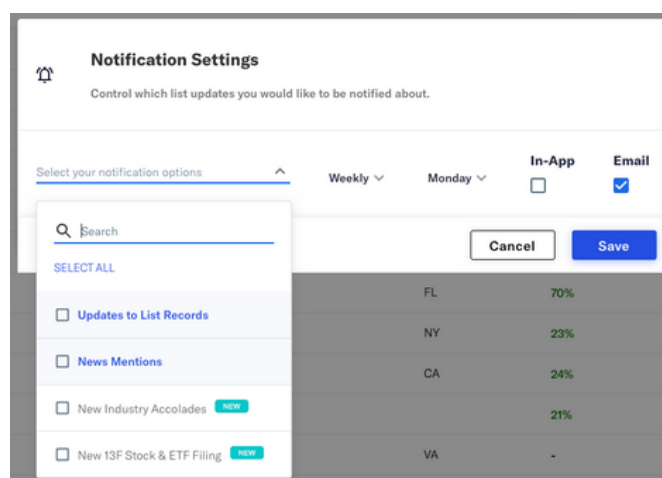 Notification Settings
Control which list updates you would like to be notified about.
Select your notification options Weekly Monday In-App Email
Search
SELECT ALL
Cancel Save
Updates to List Records
News Mentions
New Industry Accolades NEW
New 13F Stock & ETF Filing NEW
FL 70%
NY 23%
CA 24%
21%
VA -